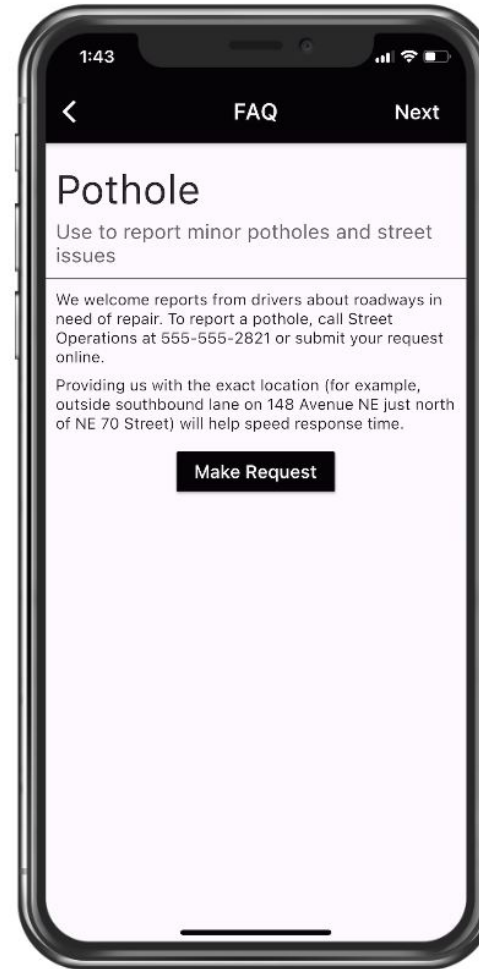 1:43
FAQ
Next
Pothole
Use to report minor potholes and street
issues
We welcome reports from drivers about roadways in
need of repair. To report a pothole, call Street
Operations at 555-555-2821 or submit your request
online.
Providing us with the exact location (for example,
outside southbound lane on 148 Avenue NE just north
of NE 70 Street) will help speed response time.
Make Request